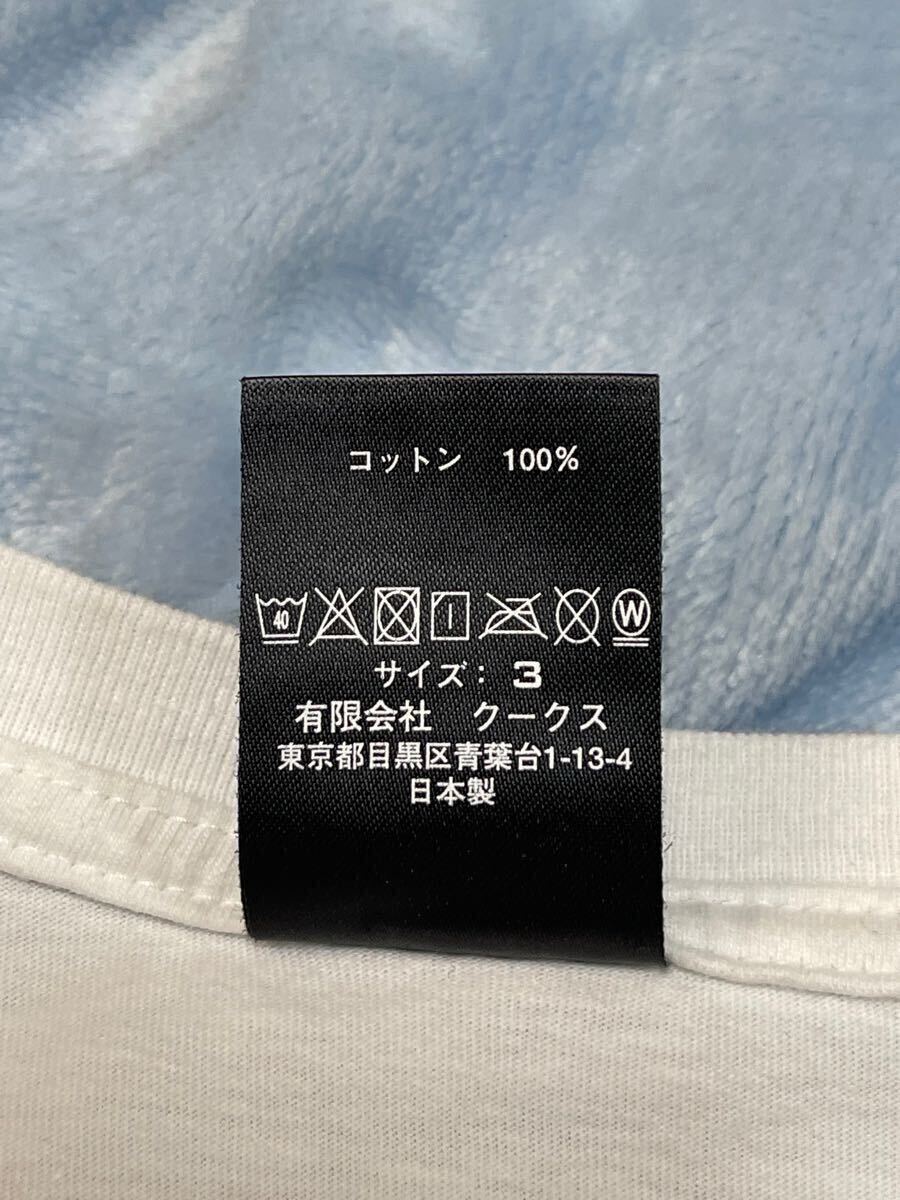 コットン 100%
40 W
サイズ: 3
有限会社 クークス
東京都目黒区青葉台1-13-4
日本製